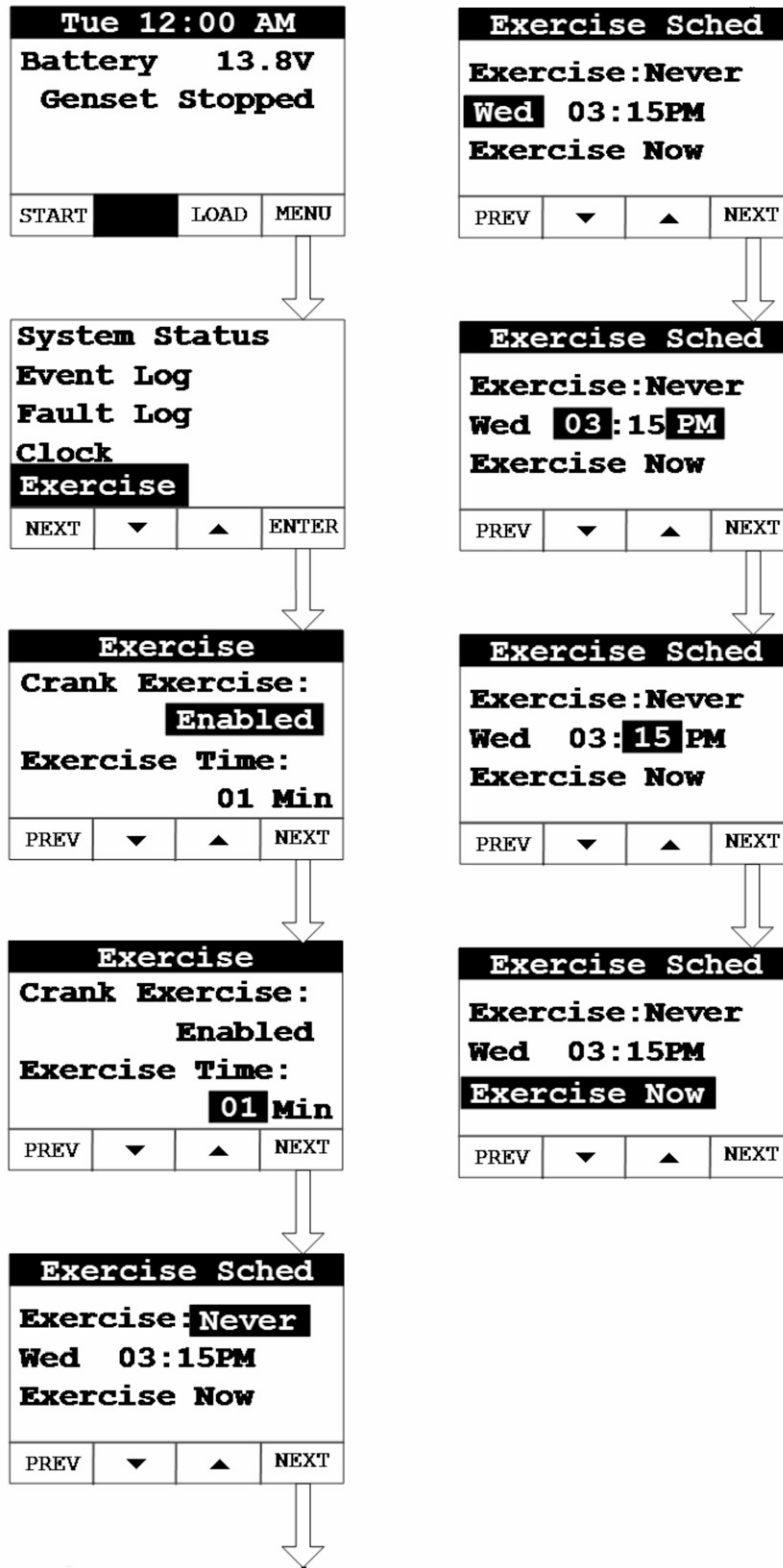 Tue 12:00 AM
Battery 13.8V
Genset Stopped
START LOAD MENU
System Status
Event Log
Fault Log
Clock
Exercise
NEXT ▼ ▲ ENTER
Exercise
Crank Exercise:
Enabled
Exercise Time:
01 Min
PREV ▼ ▲ NEXT
Exercise
Crank Exercise:
Enabled
Exercise Time:
01 Min
PREV ▼ ▲ NEXT
Exercise Sched
Exercise:Never
Wed 03:15PM
Exercise Now
PREV ▼ ▲ NEXT
Exercise Sched
Exercise:Never
Wed 03:15PM
Exercise Now
PREV ▼ ▲ NEXT
Exercise Sched
Exercise:Never
Wed 03:15PM
Exercise Now
PREV ▼ ▲ NEXT
Exercise Sched
Exercise:Never
Wed 03:15PM
Exercise Now
PREV ▼ ▲ NEXT
Exercise Sched
Exercise:Never
Wed 03:15PM
Exercise Now
PREV ▼ ▲ NEXT